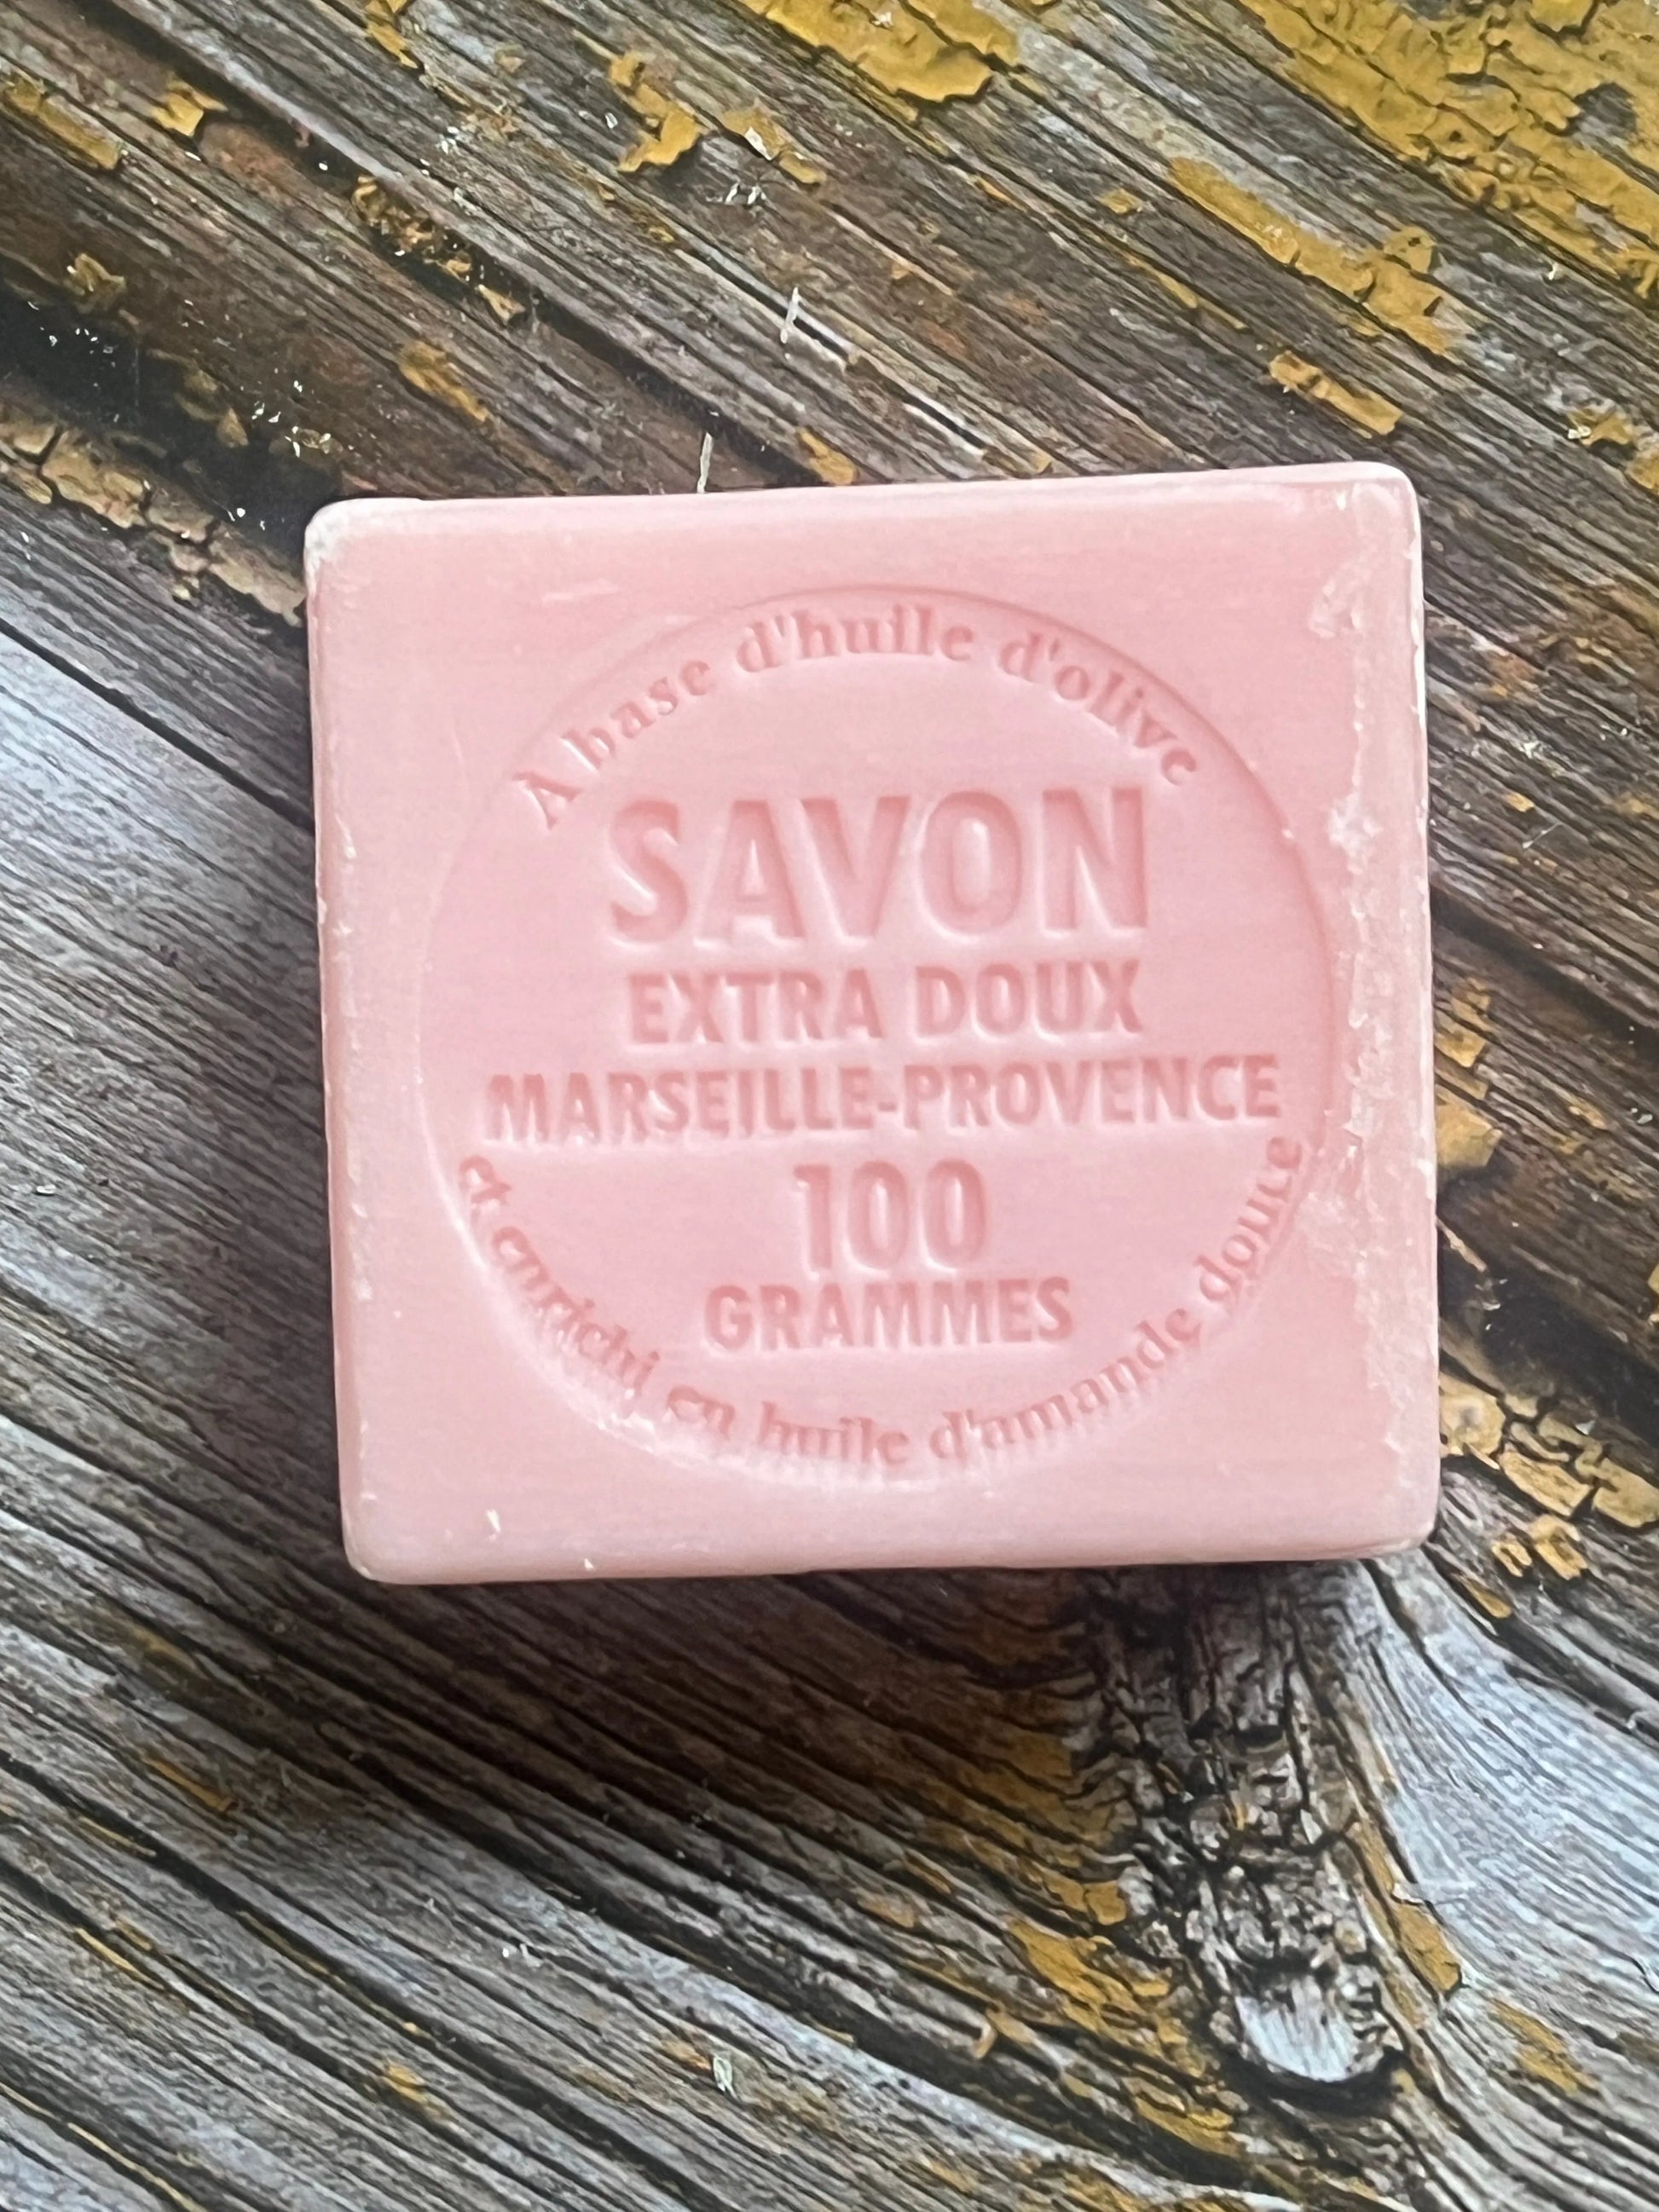 À base d'huile d'olive
SAVON
EXTRA DOUX
MARSEILLE-PROVENCE
100
GRAMMES
et enrichi en huile d'amande douce